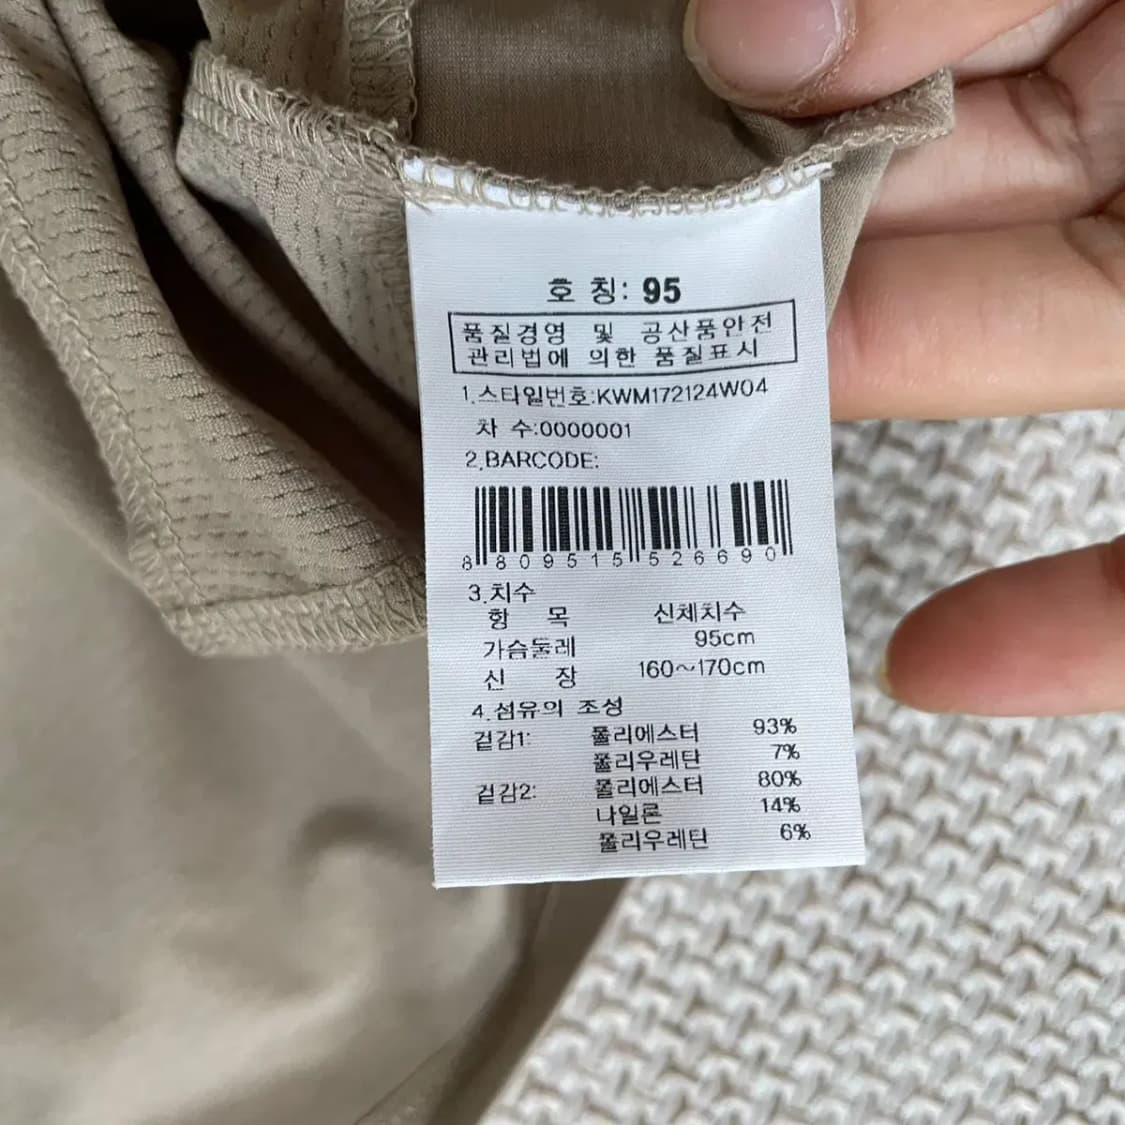 호 칭: 95
품질경영 및 공산품안전
관리법에 의한 품질표시
1.스타일번호:KWM172124W04
차 수:0000001
2.BARCODE:
8809515526690
3.치수
항 목 신체치수
가슴둘레 95cm
신 장 160~170cm
4.섬유의 조성
겉감1: 폴리에스터 93%
폴리우레탄 7%
겉감2: 폴리에스터 80%
나일론 14%
폴리우레탄 6%